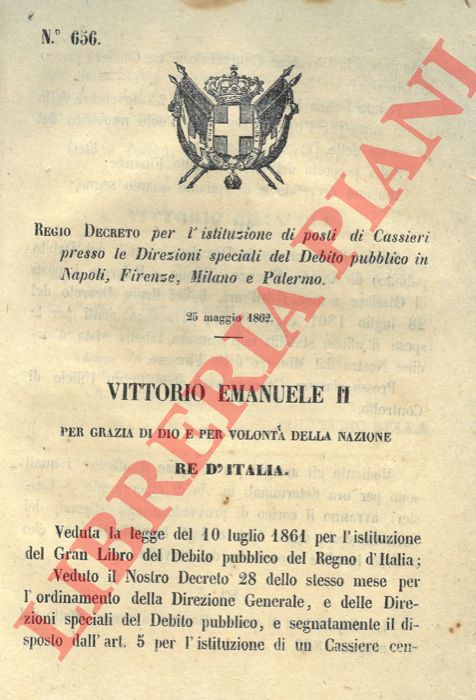 N.° 656.
REGIO DECRETO per l'istituzione di posti di Cassieri
presso le Direzioni speciali del Debito pubblico in
Napoli, Firenze, Milano e Palermo.
25 maggio 1862.
VITTORIO EMANUELE II
PER GRAZIA DI DIO E PER VOLONTÀ DELLA NAZIONE
RE D'ITALIA.
Veduta la legge del 10 luglio 1861 per l'istituzione
del Gran Libro del Debito pubblico del Regno d'Italia;
Veduto il Nostro Decreto 28 dello stesso mese per
l'ordinamento della Direzione Generale, e delle Dire-
zioni speciali del Debito pubblico, e segnatamente il di-
sposto dall'art. 5 per l'istituzione di un Cassiere cen-
LIBRERIA PIANI